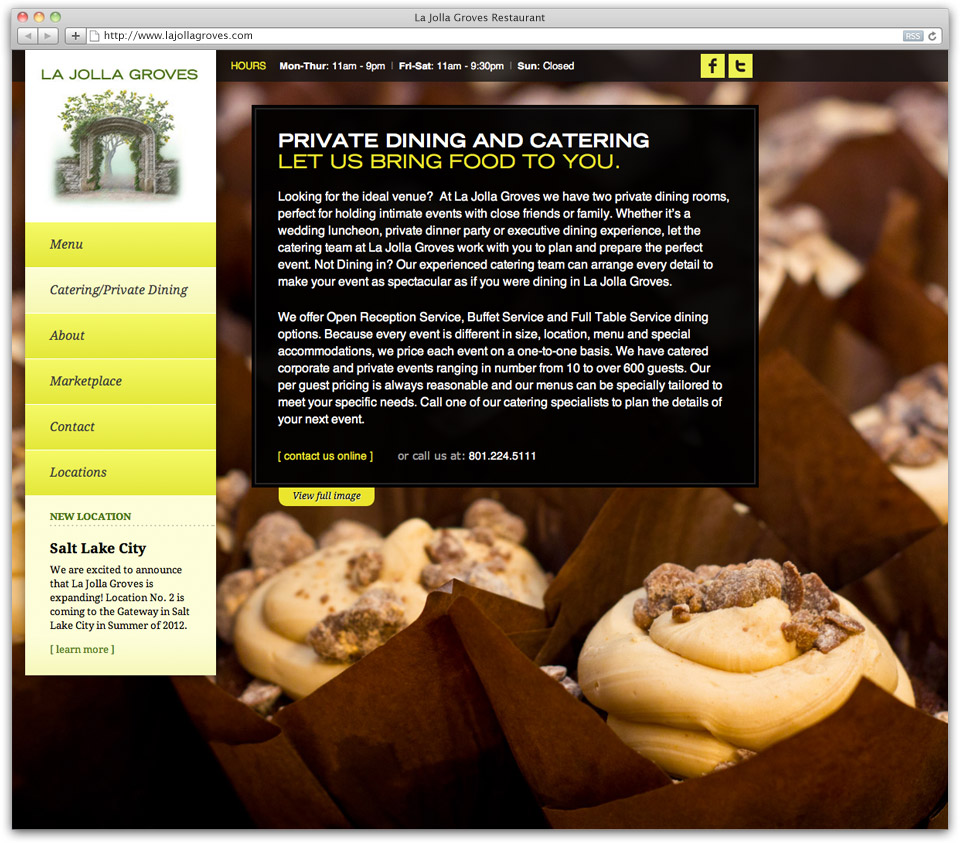 La Jolla Groves Restaurant
http://www.lajollagroves.com
RSS
LA JOLLA GROVES
HOURS Mon-Thur: 11am - 9pm | Fri-Sat: 11am - 9:30pm | Sun: Closed
f t
Menu
Catering/Private Dining
About
Marketplace
Contact
Locations
NEW LOCATION
Salt Lake City
We are excited to announce
that La Jolla Groves is
expanding! Location No. 2 is
coming to the Gateway in Salt
Lake City in Summer of 2012.
[ learn more ]
PRIVATE DINING AND CATERING
LET US BRING FOOD TO YOU.
Looking for the ideal venue? At La Jolla Groves we have two private dining rooms,
perfect for holding intimate events with close friends or family. Whether it's a
wedding luncheon, private dinner party or executive dining experience, let the
catering team at La Jolla Groves work with you to plan and prepare the perfect
event. Not Dining in? Our experienced catering team can arrange every detail to
make your event as spectacular as if you were dining in La Jolla Groves.
We offer Open Reception Service, Buffet Service and Full Table Service dining
options. Because every event is different in size, location, menu and special
accommodations, we price each event on a one-to-one basis. We have catered
corporate and private events ranging in number from 10 to over 600 guests. Our
per guest pricing is always reasonable and our menus can be specially tailored to
meet your specific needs. Call one of our catering specialists to plan the details of
your next event.
[ contact us online ] or call us at: 801.224.5111
View full image